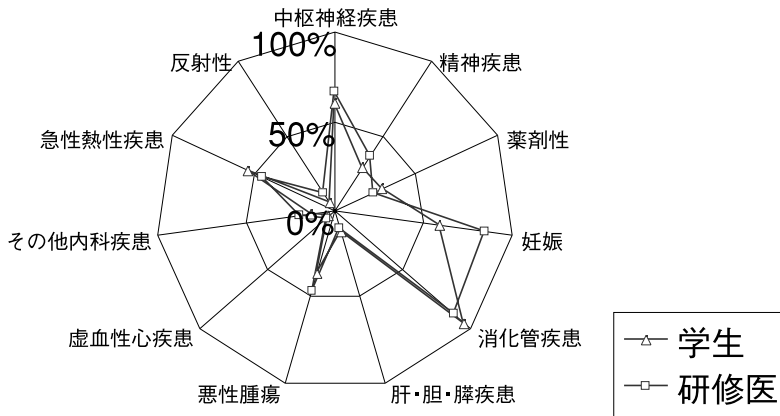 中枢神経疾患
100%
反射性
精神疾患
50%
急性熱性疾患
薬剤性
0%
その他内科疾患
妊娠
虚血性心疾患
消化管疾患
悪性腫瘍
肝・胆・膵疾患
学生
研修医